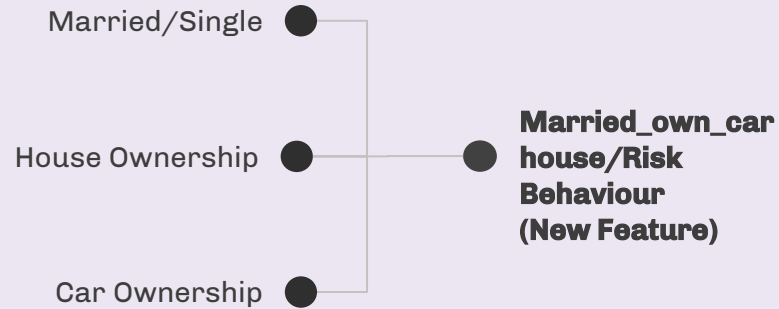 Married/Single
House Ownership
Car Ownership
Married_own_car
house/Risk
Behaviour
(New Feature)